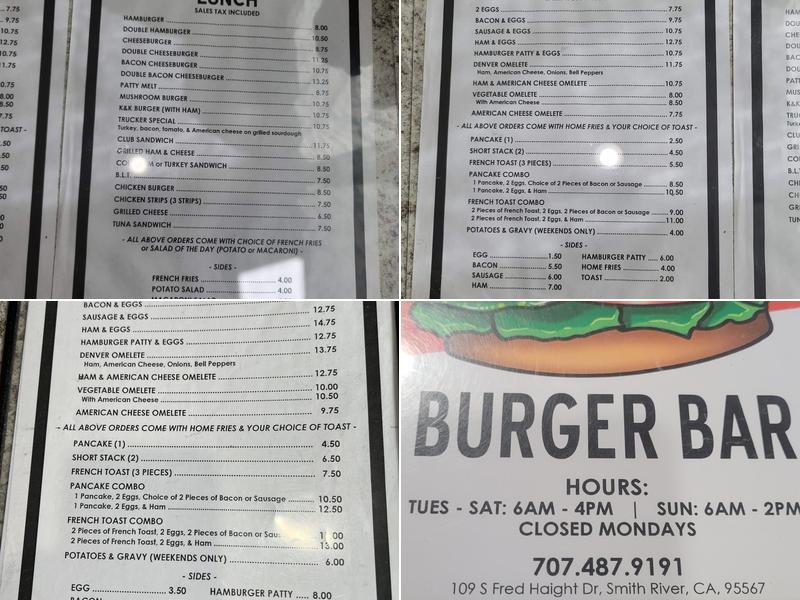 LUNCH
SALES TAX INCLUDED
HAMBURGER 8.00
DOUBLE HAMBURGER 10.50
CHEESEBURGER 8.75
DOUBLE CHEESEBURGER 11.25
BACON CHEESEBURGER 10.75
DOUBLE BACON CHEESEBURGER 13.25
PATTY MELT 8.75
MUSHROOM BURGER 10.75
K&K BURGER (WITH HAM)
TRUCKER SPECIAL 10.75
Turkey, bacon, tomato, & American cheese on grilled sourdough
CLUB SANDWICH 11.75
GRILLED HAM & CHEESE
or TURKEY SANDWICH 8.50
B.L.T. 7.50
CHICKEN BURGER 8.50
CHICKEN STRIPS (3 STRIPS) 7.50
GRILLED CHEESE 6.50
TUNA SANDWICH 7.50
- ALL ABOVE ORDERS COME WITH CHOICE OF FRENCH FRIES
or SALAD OF THE DAY (POTATO or MACARONI) -
- SIDES -
FRENCH FRIES 4.00
POTATO SALAD 4.00
2 EGGS 7.75
BACON & EGGS 9.75
SAUSAGE & EGGS 10.75
HAM & EGGS 12.75
HAMBURGER PATTY & EGGS 10.75
DENVER OMELETE 11.75
Ham, American Cheese, Onions, Bell Peppers
HAM & AMERICAN CHEESE OMELETE 10.75
VEGETABLE OMELETE 8.00
With American Cheese 8.50
AMERICAN CHEESE OMELETE 7.75
- ALL ABOVE ORDERS COME WITH HOME FRIES & YOUR CHOICE OF TOAST -
PANCAKE (1) 2.50
SHORT STACK (2) 4.50
FRENCH TOAST (3 PIECES) 5.50
PANCAKE COMBO
1 Pancake, 2 Eggs, Choice of 2 Pieces of Bacon or Sausage 8.50
1 Pancake, 2 Eggs, & Ham 10.50
FRENCH TOAST COMBO
2 Pieces of French Toast, 2 Eggs, 2 Pieces of Bacon or Sausage 9.00
2 Pieces of French Toast, 2 Eggs, & Ham 11.00
POTATOES & GRAVY (WEEKENDS ONLY) 4.00
- SIDES -
EGG 1.50 HAMBURGER PATTY 6.00
BACON 5.50 HOME FRIES 4.00
SAUSAGE 6.00 TOAST 2.00
HAM 7.00
BACON & EGGS
SAUSAGE & EGGS 12.75
HAM & EGGS 14.75
HAMBURGER PATTY & EGGS 12.75
DENVER OMELETE 13.75
Ham, American Cheese, Onions, Bell Peppers
HAM & AMERICAN CHEESE OMELETE 12.75
VEGETABLE OMELETE 10.00
With American Cheese 10.50
AMERICAN CHEESE OMELETE 9.75
- ALL ABOVE ORDERS COME WITH HOME FRIES & YOUR CHOICE OF TOAST -
PANCAKE (1) 4.50
SHORT STACK (2) 6.50
FRENCH TOAST (3 PIECES) 7.50
PANCAKE COMBO
1 Pancake, 2 Eggs, Choice of 2 Pieces of Bacon or Sausage 10.50
1 Pancake, 2 Eggs, & Ham 12.50
FRENCH TOAST COMBO
2 Pieces of French Toast, 2 Eggs, 2 Pieces of Bacon or
2 Pieces of French Toast, 2 Eggs, & Ham 13.00
POTATOES & GRAVY (WEEKENDS ONLY) 6.00
- SIDES -
EGG 3.50 HAMBURGER PATTY 8.00
BURGER BAR
HOURS:
TUES - SAT: 6AM - 4PM | SUN: 6AM - 2PM
CLOSED MONDAYS
707.487.9191
109 S Fred Haight Dr, Smith River, CA, 95567